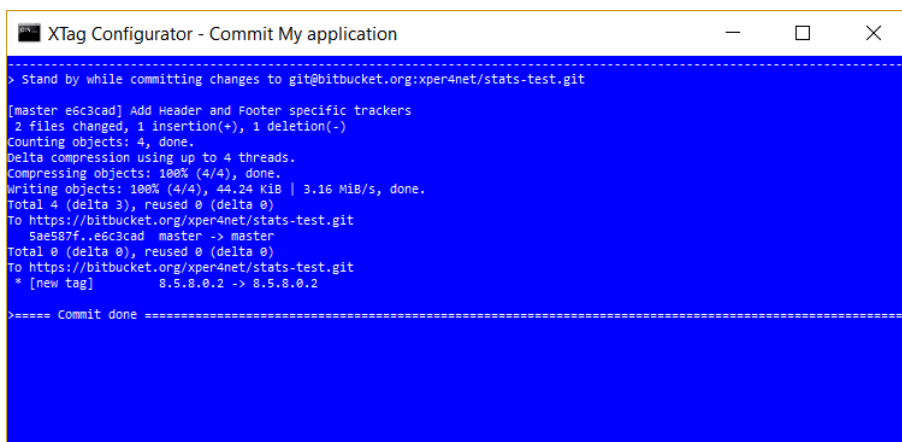 XTag Configurator - Commit My application
--------------------------------------------------------------------------------------------------------------------------------
> Stand by while committing changes to git@bitbucket.org:xper4net/stats-test.git
[master e6c3cad] Add Header and Footer specific trackers
 2 files changed, 1 insertion(+), 1 deletion(-)
Counting objects: 4, done.
Delta compression using up to 4 threads.
Compressing objects: 100% (4/4), done.
Writing objects: 100% (4/4), 44.24 KiB | 3.16 MiB/s, done.
Total 4 (delta 3), reused 0 (delta 0)
To https://bitbucket.org/xper4net/stats-test.git
   5ae587f..e6c3cad  master -> master
Total 0 (delta 0), reused 0 (delta 0)
To https://bitbucket.org/xper4net/stats-test.git
 * [new tag]         8.5.8.0.2 -> 8.5.8.0.2
>===== Commit done =========================================================================================================